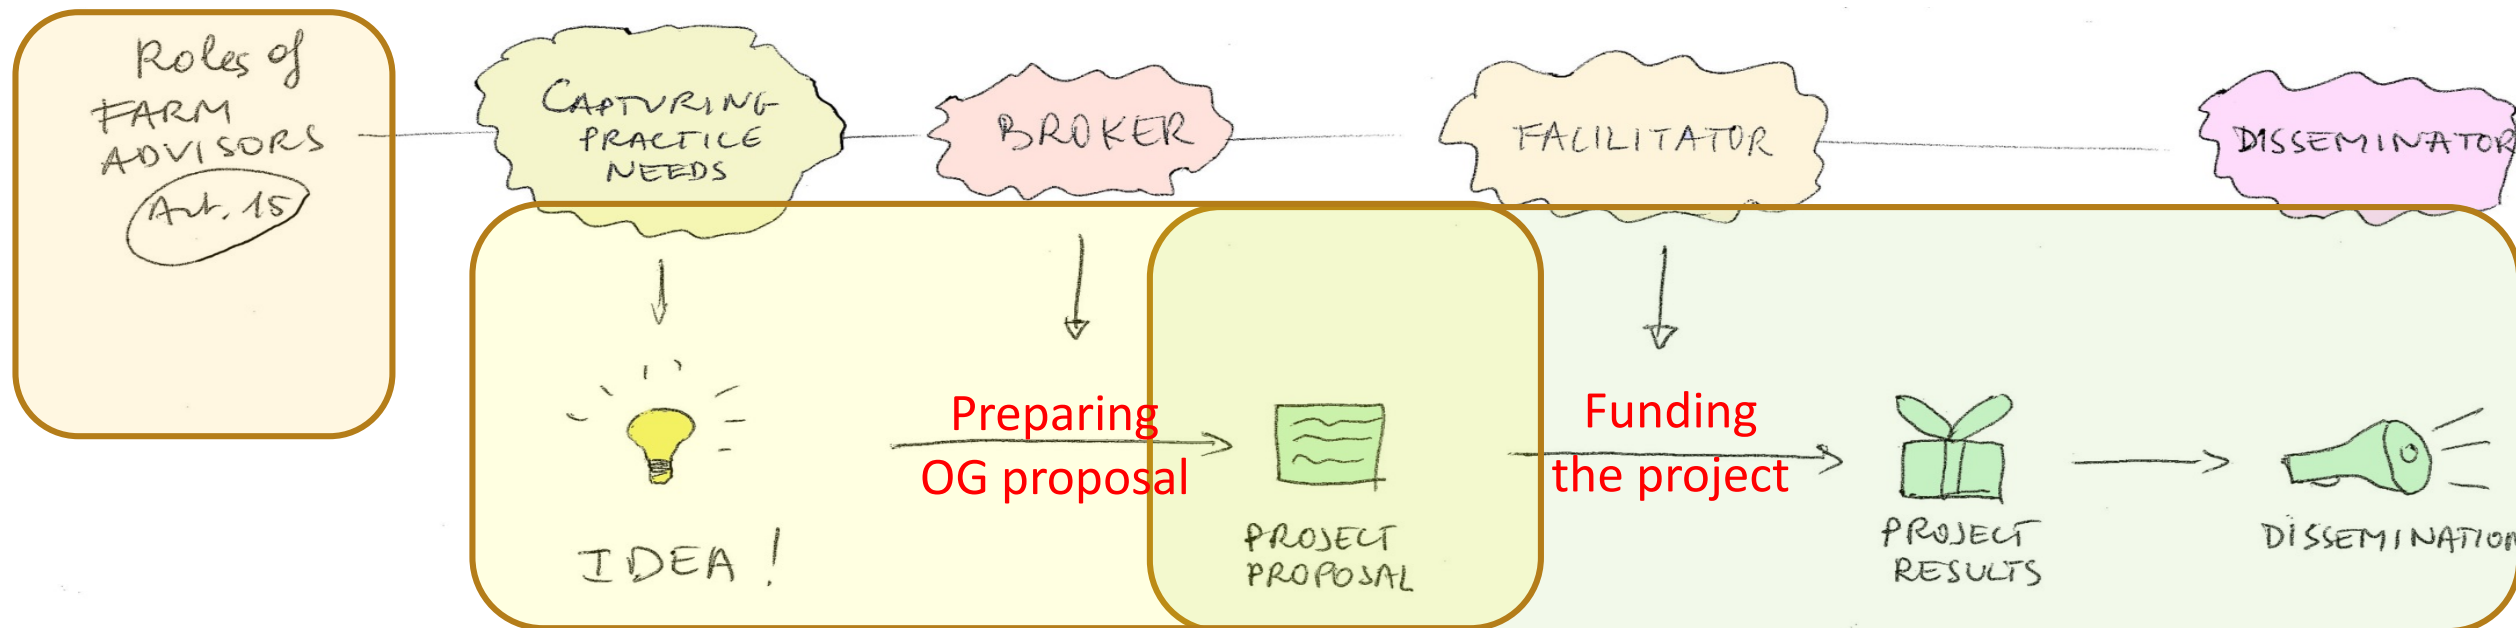 Roles of
FARM
ADVISORS
Art. 15
CAPTURING
PRACTICE
NEEDS
BROKER
FACILITATOR
DISSEMINATOR
Preparing
OG proposal
Funding
the project
IDEA !
PROJECT
PROPOSAL
PROJECT
RESULTS
DISSEMINATION